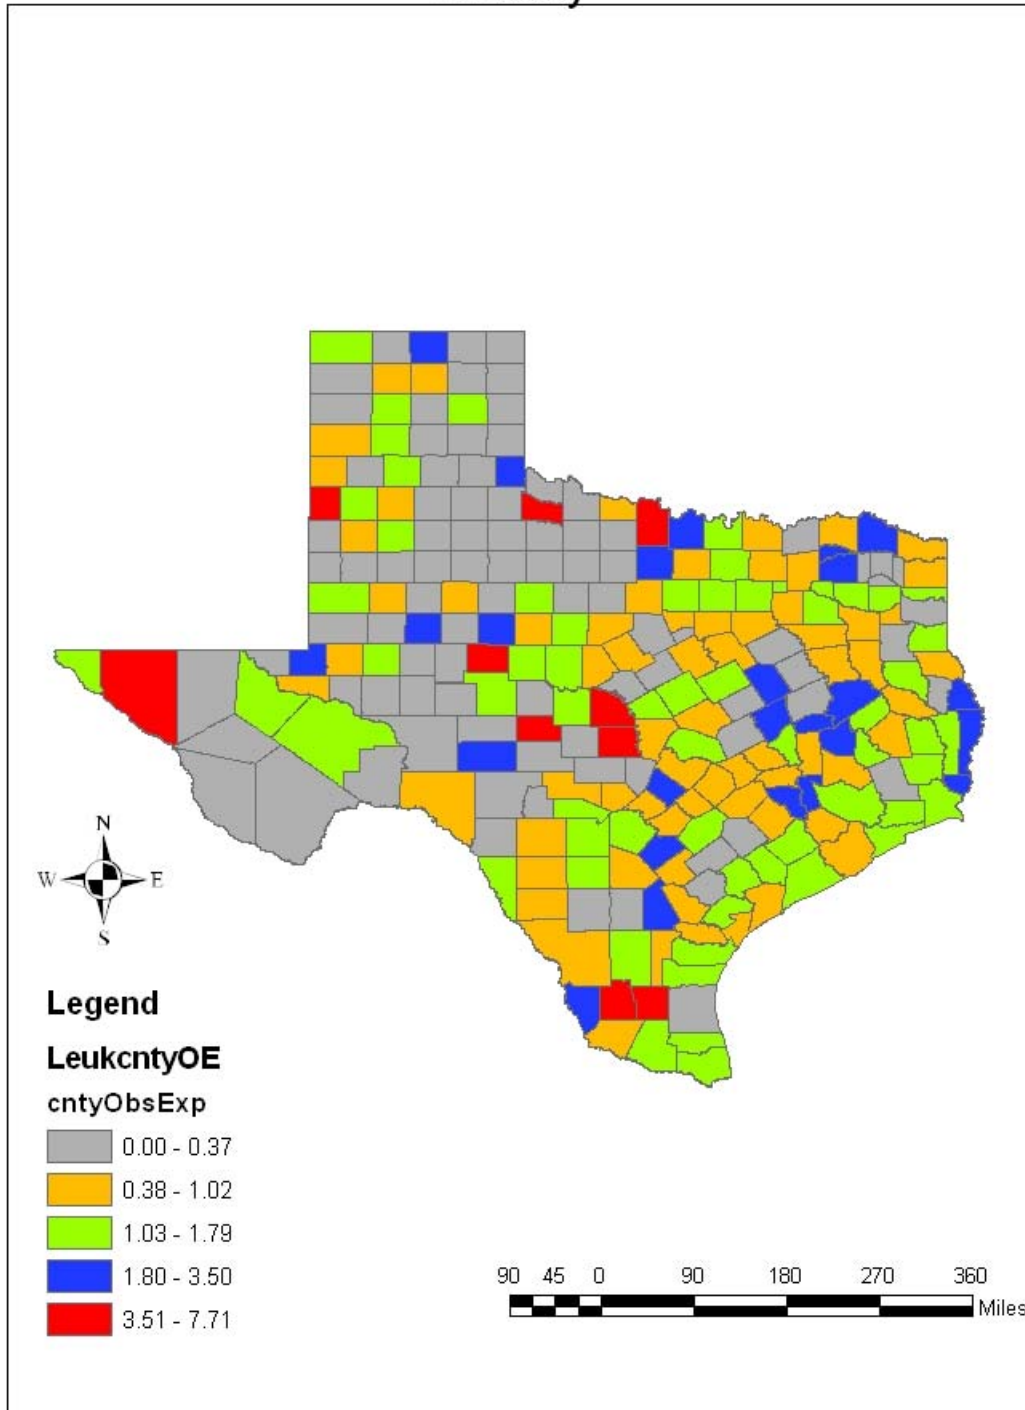 N
W E
S
Legend
LeukcntyOE
cntyObsExp
0.00 - 0.37
0.38 - 1.02
1.03 - 1.79
1.80 - 3.50
3.51 - 7.71
90 45 0 90 180 270 360
Miles